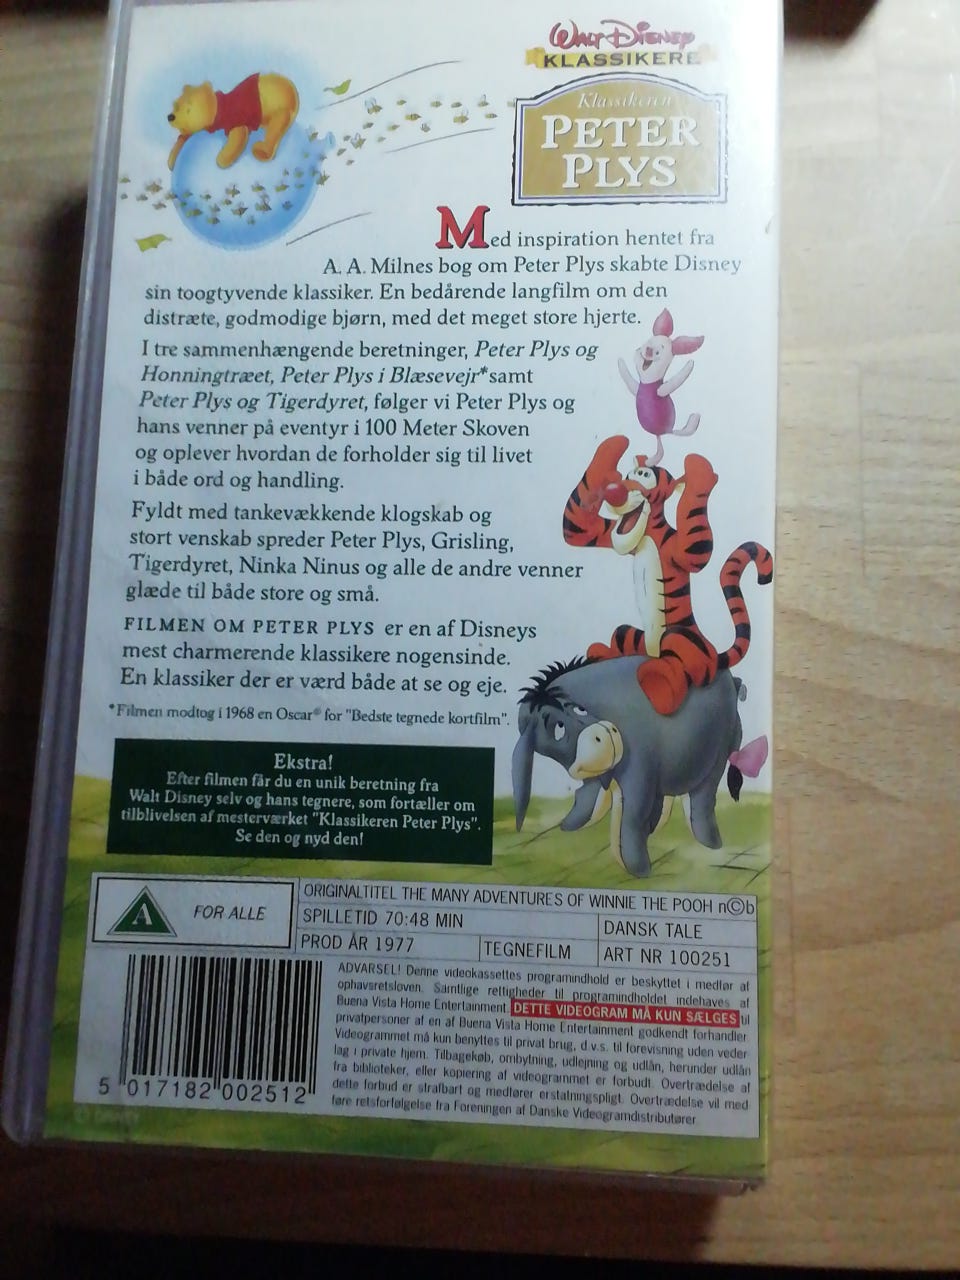 Walt Disney
KLASSIKERE
Klassikeren
PETER
PLYS
Med inspiration hentet fra
A. A. Milnes bog om Peter Plys skabte Disney
sin toogtyvende klassiker. En bedårende langfilm om den
distræte, godmodige bjørn, med det meget store hjerte.
I tre sammenhængende beretninger, Peter Plys og
Honningtræet, Peter Plys i Blæsevejr* samt
Peter Plys og Tigerdyret, følger vi Peter Plys og
hans venner på eventyr i 100 Meter Skoven
og oplever hvordan de forholder sig til livet
i både ord og handling.
Fyldt med tankevækkende klogskab og
stort venskab spreder Peter Plys, Grisling,
Tigerdyret, Ninka Ninus og alle de andre venner
glæde til både store og små.
FILMEN OM PETER PLYS er en af Disneys
mest charmerende klassikere nogensinde.
En klassiker der er værd både at se og eje.
*Filmen modtog i 1968 en Oscar® for "Bedste tegnede kortfilm".
Ekstra!
Efter filmen får du en unik beretning fra
Walt Disney selv og hans tegnere, som fortæller om
tilblivelsen af mesterværket "Klassikeren Peter Plys".
Se den og nyd den!
A FOR ALLE
ORIGINALTITEL THE MANY ADVENTURES OF WINNIE THE POOH n©b
SPILLETID 70:48 MIN
DANSK TALE
PROD ÅR 1977
TEGNEFILM
ART NR 100251
ADVARSEL! Denne videokassettes programindhold er beskyttet i medfør af
ophavsretsloven. Samtlige rettigheder til programindholdet indehaves af
Buena Vista Home Entertainment. DETTE VIDEOGRAM MÅ KUN SÆLGES til
privatpersoner af en af Buena Vista Home Entertainment godkendt forhandler.
Videogrammet må kun benyttes til privat brug, d.v.s. til forevisning uden veder
lag i private hjem. Tilbagekøb, ombytning, udlejning og udlån, herunder udlån
fra biblioteker, eller kopiering af videogrammet er forbudt. Overtrædelse af
dette forbud er strafbart og medfører erstatningspligt. Overtrædelse vil med
føre retsforfølgelse fra Foreningen af Danske Videogramdistributører.
5 017182 002512
© Disney